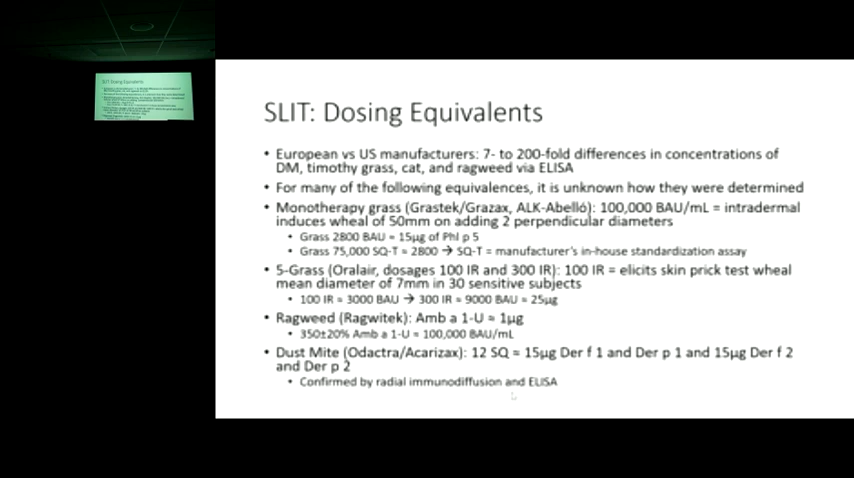 SLIT: Dosing Equivalents
• European vs US manufacturers: 7- to 200-fold differences in concentrations of
DM, timothy grass, cat, and ragweed via ELISA
• For many of the following equivalences, it is unknown how they were determined
• Monotherapy grass (Grastek/Grazax, ALK-Abelló): 100,000 BAU/mL = intradermal
induces wheal of 50mm on adding 2 perpendicular diameters
• Grass 2800 BAU ≈ 15µg of Phl p 5
• Grass 75,000 SQ-T ≈ 2800 → SQ-T = manufacturer's in-house standardization assay
• 5-Grass (Oralair, dosages 100 IR and 300 IR): 100 IR = elicits skin prick test wheal
mean diameter of 7mm in 30 sensitive subjects
• 100 IR ≈ 3000 BAU → 300 IR ≈ 9000 BAU ≈ 25µg
• Ragweed (Ragwitek): Amb a 1-U ≈ 1µg
• 350±20% Amb a 1-U ≈ 100,000 BAU/mL
• Dust Mite (Odactra/Acarizax): 12 SQ ≈ 15µg Der f 1 and Der p 1 and 15µg Der f 2
and Der p 2
• Confirmed by radial immunodiffusion and ELISA